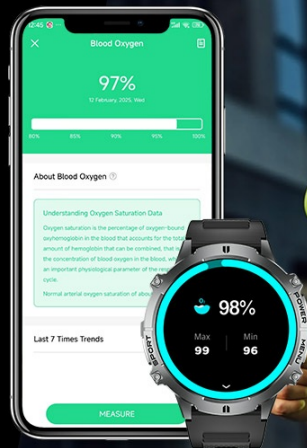 12:45
Blood Oxygen
97%
12 February, 2025, Wed
80% 85% 90% 95% 100%
About Blood Oxygen
Understanding Oxygen Saturation Data
Oxygen saturation is the percentage of oxygen-bound
oxyhemoglobin in the blood that accounts for the total
amount of hemoglobin that can be combined, that is
the concentration of blood oxygen in the blood,
an important physiological parameter of the
cycle.
Normal arterial oxygen saturation of
Last 7 Times Trends
MEASURE
98%
Max Min
99 96
SPORT
POWER
MENU